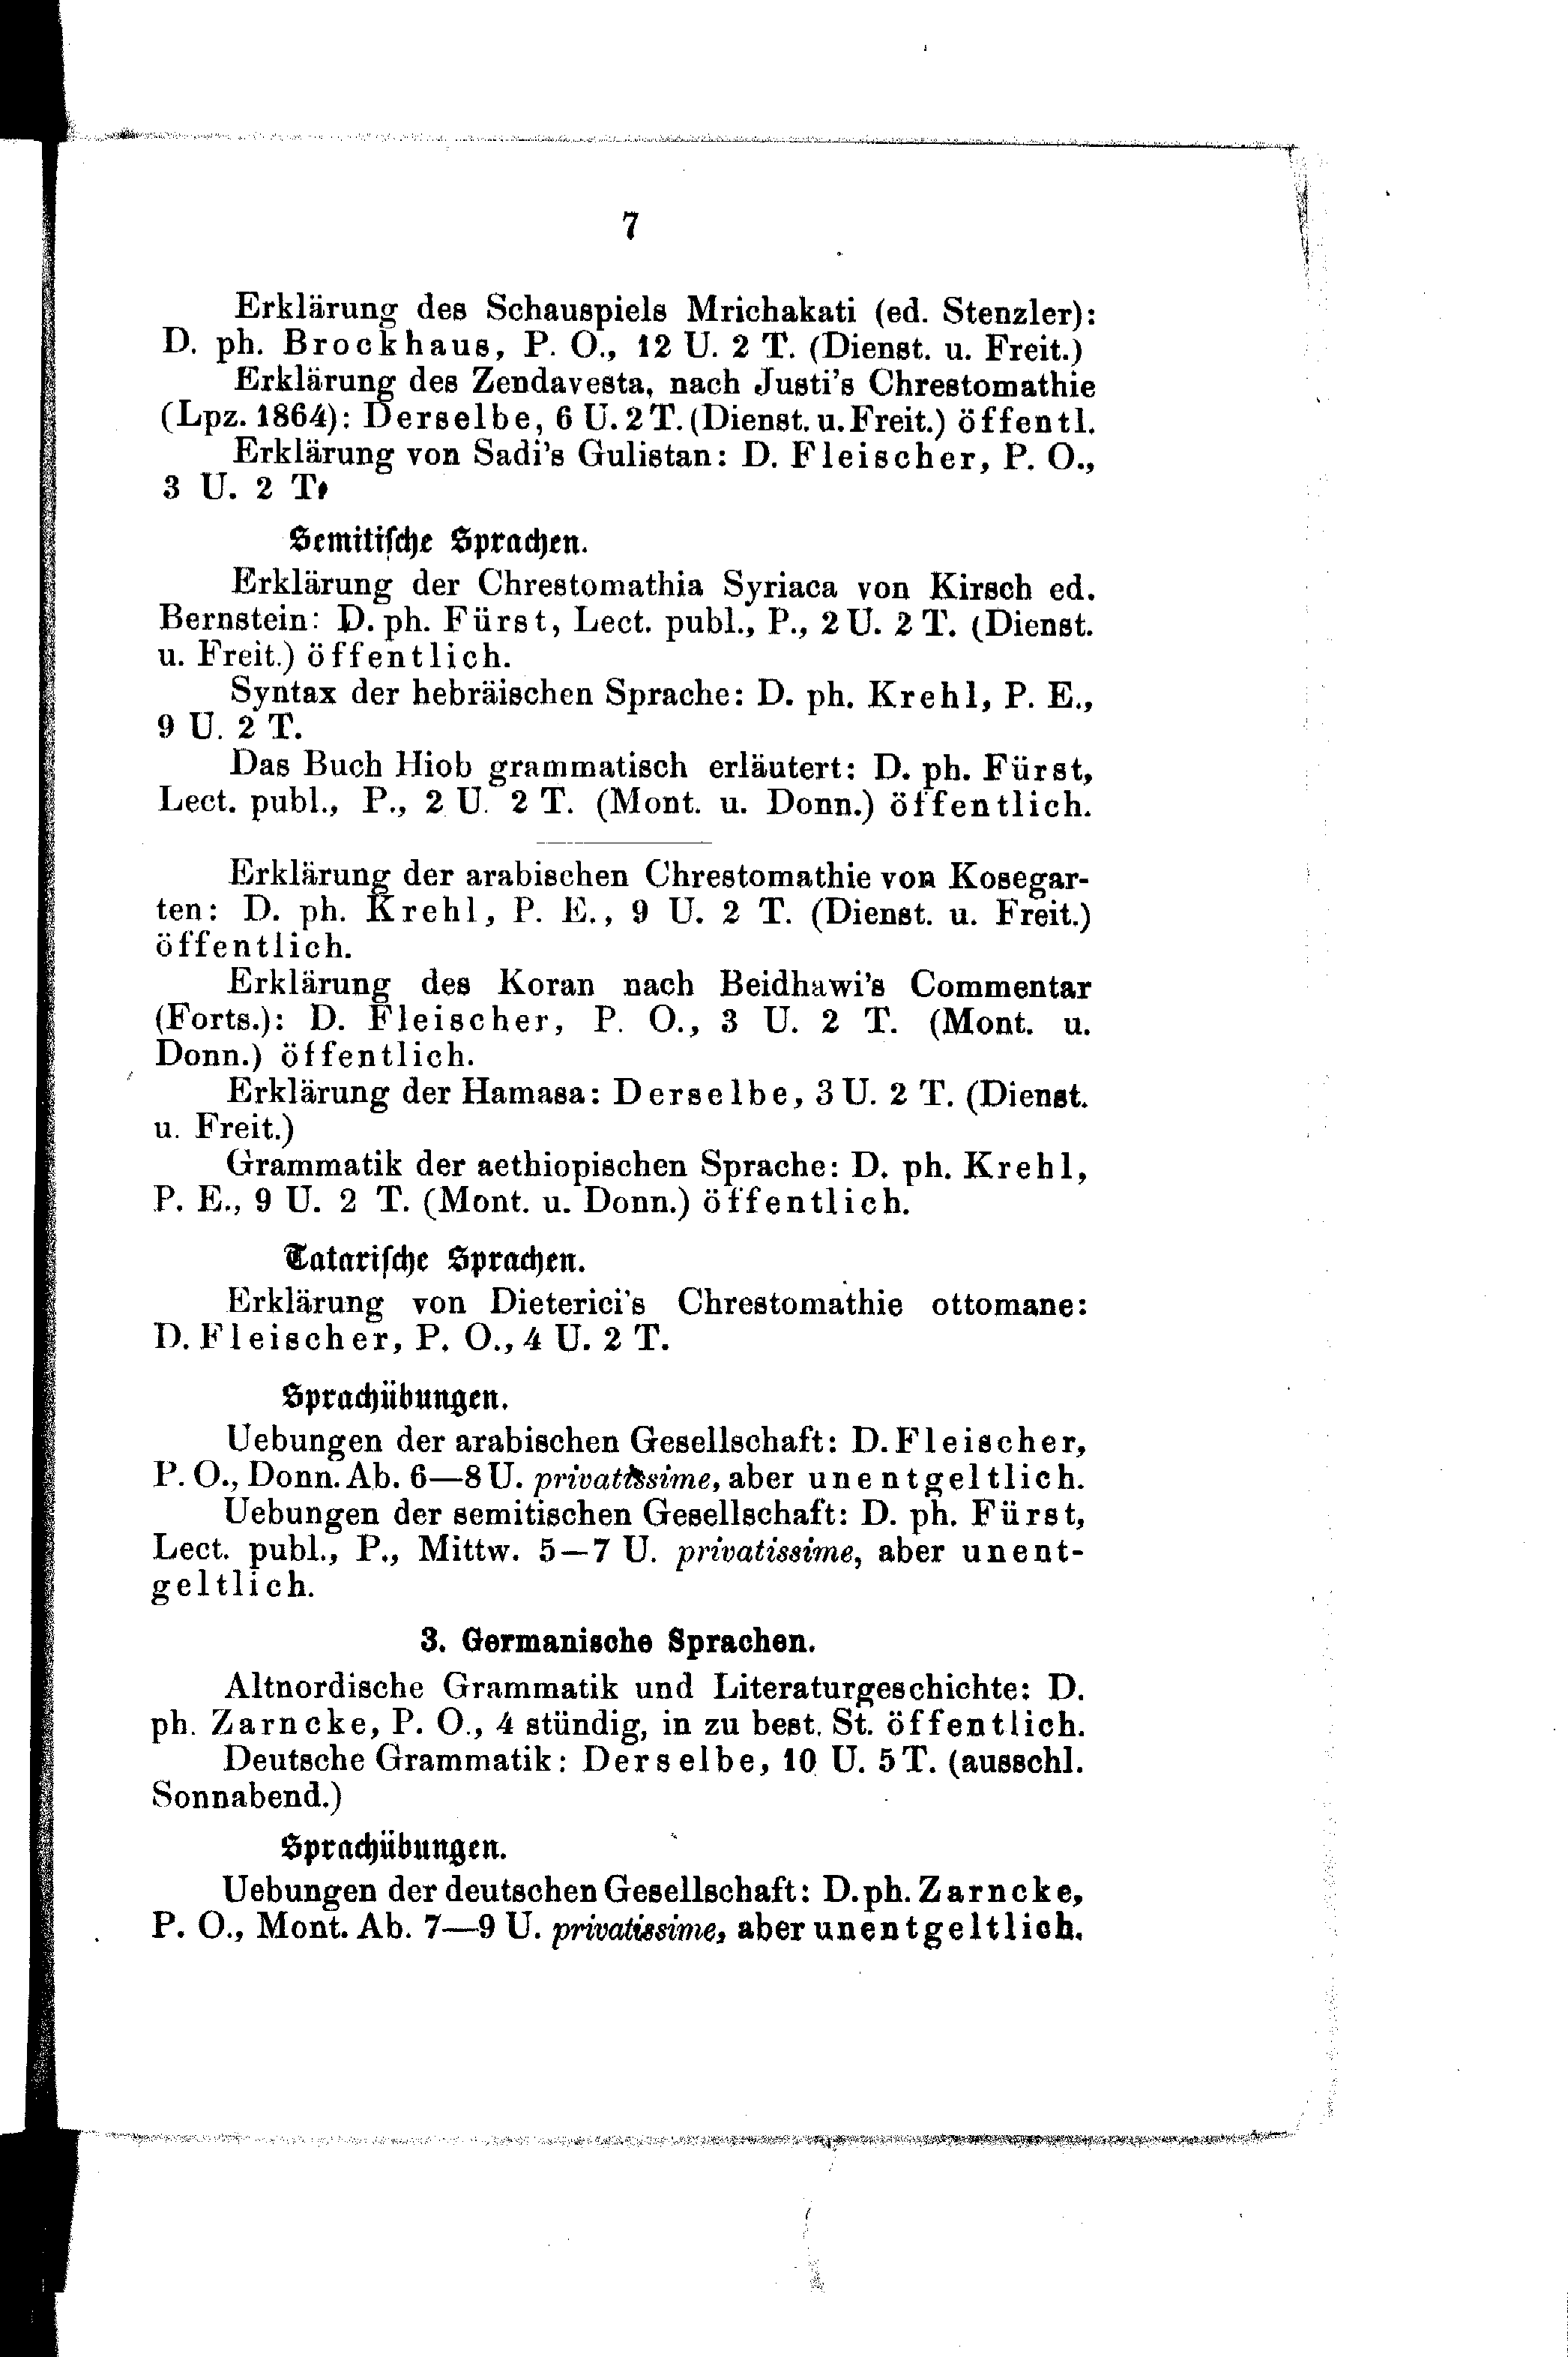 7
Erklärung des Schauspiels Mrichakati (ed. Stenzler):
D. ph. Brockhaus, P. O., 12 U. 2 T. (Dienst. u. Freit.)
Erklärung des Zendavesta, nach Justi's Chrestomathie
(Lpz. 1864): Derselbe, 6 U. 2 T. (Dienst. u. Freit.) öffentl.
Erklärung von Sadi's Gulistan: D. Fleischer, P. O.,
3 U. 2 T.
Semitiſche Sprachen.
Erklärung der Chrestomathia Syriaca von Kirsch ed.
Bernstein: D. ph. Fürst, Lect. publ., P., 2 U. 2 T. (Dienst.
u. Freit.) öffentlich.
Syntax der hebräischen Sprache: D. ph. Krehl, P. E.,
9 U. 2 T.
Das Buch Hiob grammatisch erläutert: D. ph. Fürst,
Lect. publ., P., 2 U. 2 T. (Mont. u. Donn.) öffentlich.
Erklärung der arabischen Chrestomathie von Kosegar-
ten: D. ph. Krehl, P. E., 9 U. 2 T. (Dienst. u. Freit.)
öffentlich.
Erklärung des Koran nach Beidhawi's Commentar
(Forts.): D. Fleischer, P. O., 3 U. 2 T. (Mont. u.
Donn.) öffentlich.
Erklärung der Hamasa: Derselbe, 3 U. 2 T. (Dienst.
u. Freit.)
Grammatik der aethiopischen Sprache: D. ph. Krehl,
P. E., 9 U. 2 T. (Mont. u. Donn.) öffentlich.
Tatariſche Sprachen.
Erklärung von Dieterici's Chrestomathie ottomane:
D. Fleischer, P. O., 4 U. 2 T.
Sprachübungen.
Uebungen der arabischen Gesellschaft: D. Fleischer,
P. O., Donn. Ab. 6—8 U. privatissime, aber unentgeltlich.
Uebungen der semitischen Gesellschaft: D. ph. Fürst,
Lect. publ., P., Mittw. 5—7 U. privatissime, aber unent-
geltlich.
3. Germanische Sprachen.
Altnordische Grammatik und Literaturgeschichte: D.
ph. Zarncke, P. O., 4 stündig, in zu best. St. öffentlich.
Deutsche Grammatik: Derselbe, 10 U. 5 T. (ausschl.
Sonnabend.)
Sprachübungen.
Uebungen der deutschen Gesellschaft: D. ph. Zarncke,
P. O., Mont. Ab. 7—9 U. privatissime, aber unentgeltlich.